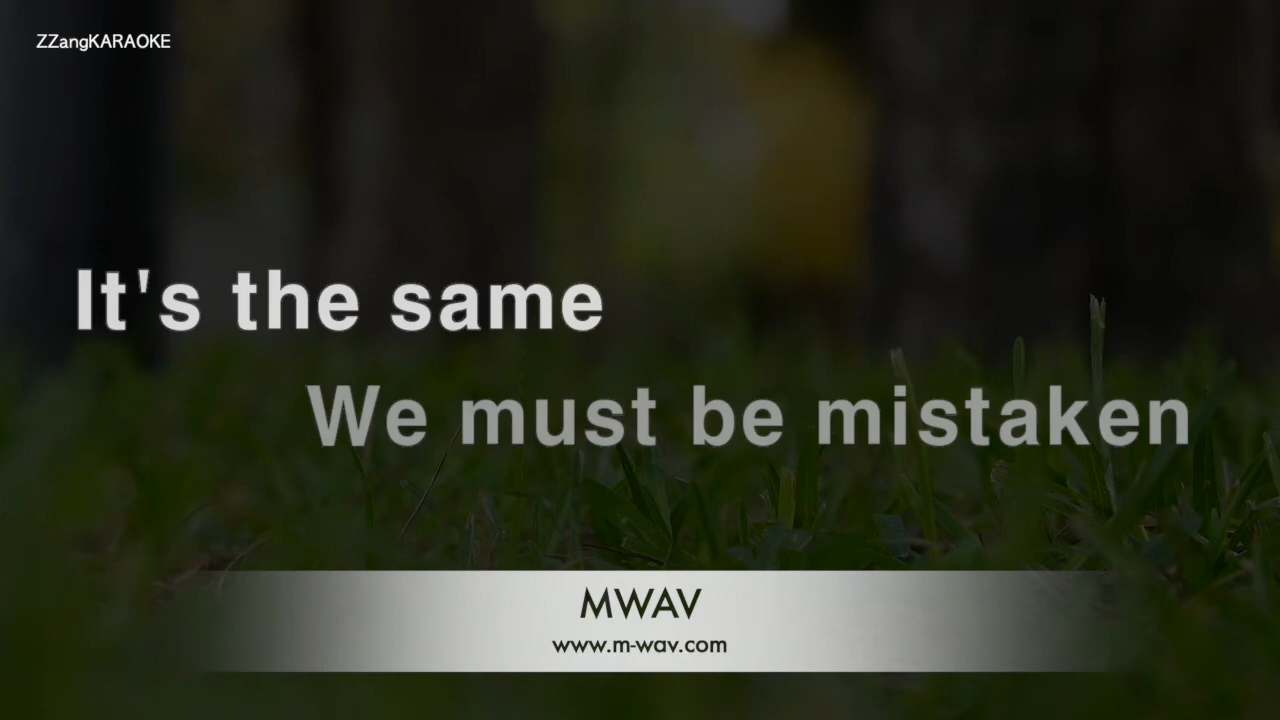 ZZangKARAOKE
It's the same
We must be mistaken
MWAV
www.m-wav.com